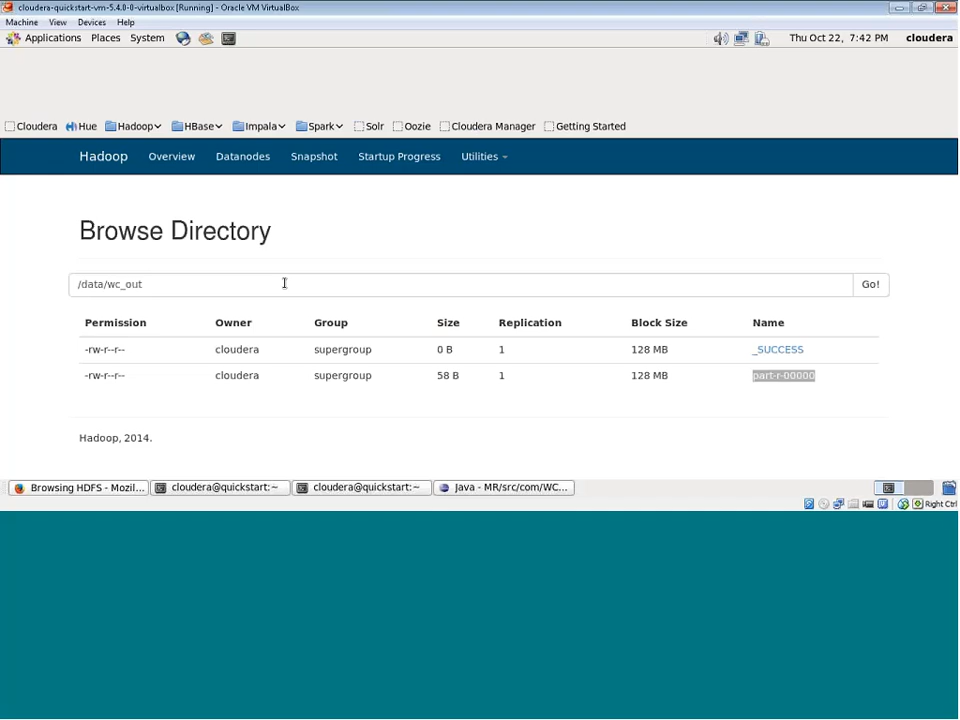 cloudera-quickstart-vm-5.4.0-0-virtualbox [Running] - Oracle VM VirtualBox
Machine View Devices Help
Applications Places System Thu Oct 22, 7:42 PM cloudera
Cloudera Hue Hadoop HBase Impala Spark Solr Oozie Cloudera Manager Getting Started
Hadoop Overview Datanodes Snapshot Startup Progress Utilities
Browse Directory
/data/wc_out Go!
Permission Owner Group Size Replication Block Size Name
-rw-r--r-- cloudera supergroup 0 B 1 128 MB _SUCCESS
-rw-r--r-- cloudera supergroup 58 B 1 128 MB part-r-00000
Hadoop, 2014.
Browsing HDFS - Mozil... cloudera@quickstart:~ cloudera@quickstart:~ Java - MR/src/com/WC...
Right Ctrl